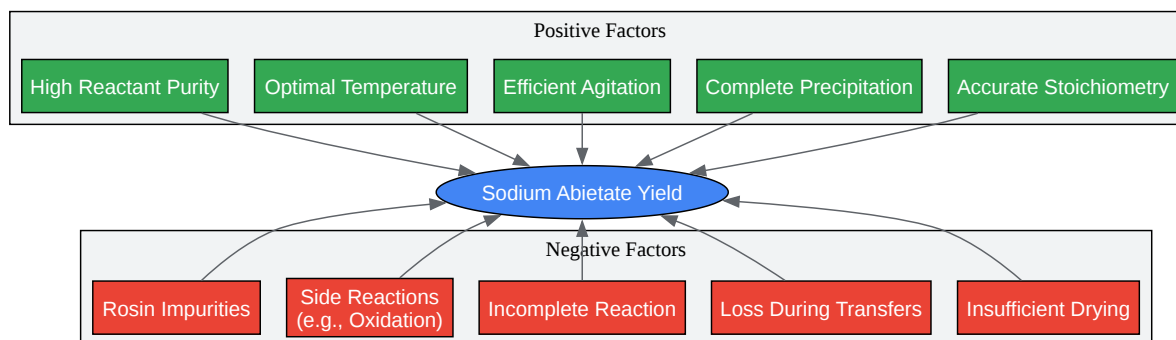 Positive Factors
High Reactant Purity
Optimal Temperature
Efficient Agitation
Complete Precipitation
Accurate Stoichiometry
Sodium Abietate Yield
Negative Factors
Rosin Impurities
Side Reactions
(e.g., Oxidation)
Incomplete Reaction
Loss During Transfers
Insufficient Drying